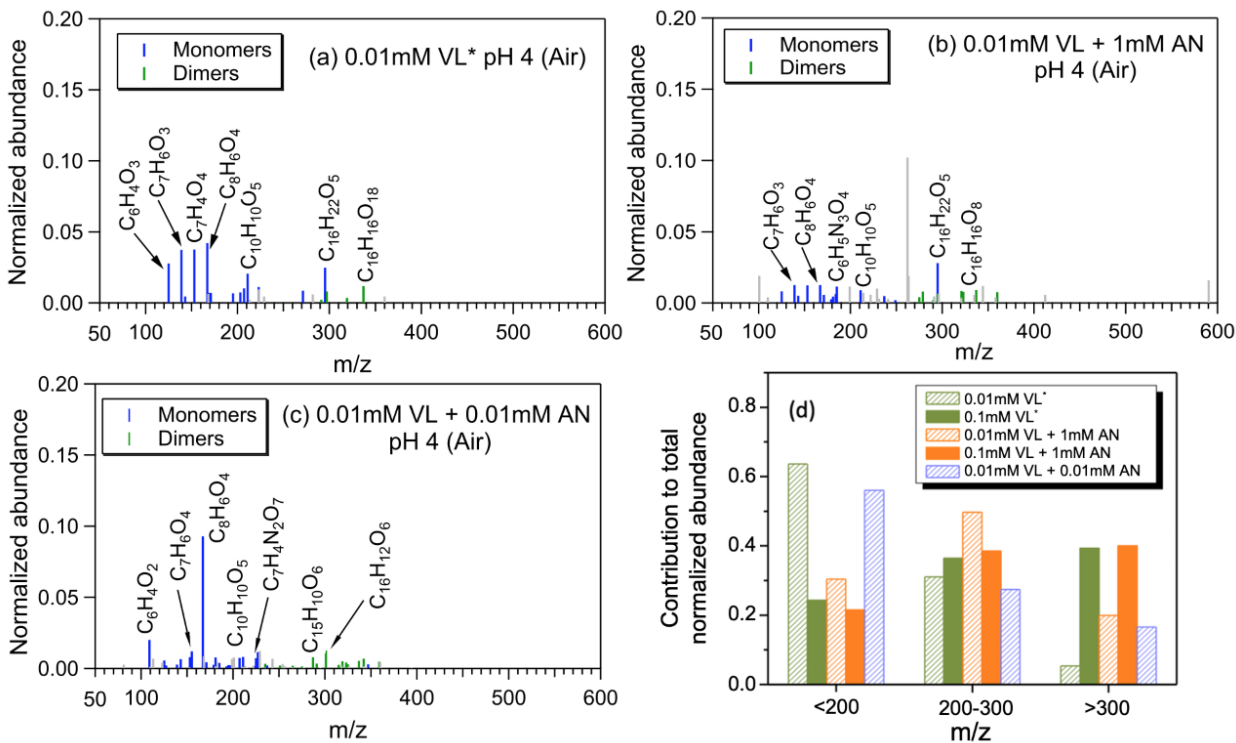 0.20
0.15
0.10
0.05
0.00
Normalized abundance
Monomers
Dimers
(a) 0.01mM VL* pH 4 (Air)
C6H4O3
C7H6O3
C7H4O4
C8H6O4
C10H10O5
C16H22O5
C16H16O18
50 100 200 300 400 500 600
m/z
0.20
0.15
0.10
0.05
0.00
Normalized abundance
Monomers
Dimers
(b) 0.01mM VL + 1mM AN
pH 4 (Air)
C7H6O3
C8H6O4
C6H5N3O4
C10H10O5
C16H22O5
C16H16O8
50 100 200 300 400 500 600
m/z
0.20
0.15
0.10
0.05
0.00
Normalized abundance
Monomers
Dimers
(c) 0.01mM VL + 0.01mM AN
pH 4 (Air)
C6H4O2
C7H6O4
C8H6O4
C10H10O5
C7H4N2O7
C15H10O6
C16H12O6
50 100 200 300 400 500 600
m/z
0.8
0.6
0.4
0.2
0.0
Contribution to total
normalized abundance
(d)
0.01mM VL*
0.1mM VL*
0.01mM VL + 1mM AN
0.1mM VL + 1mM AN
0.01mM VL + 0.01mM AN
<200 200-300 >300
m/z